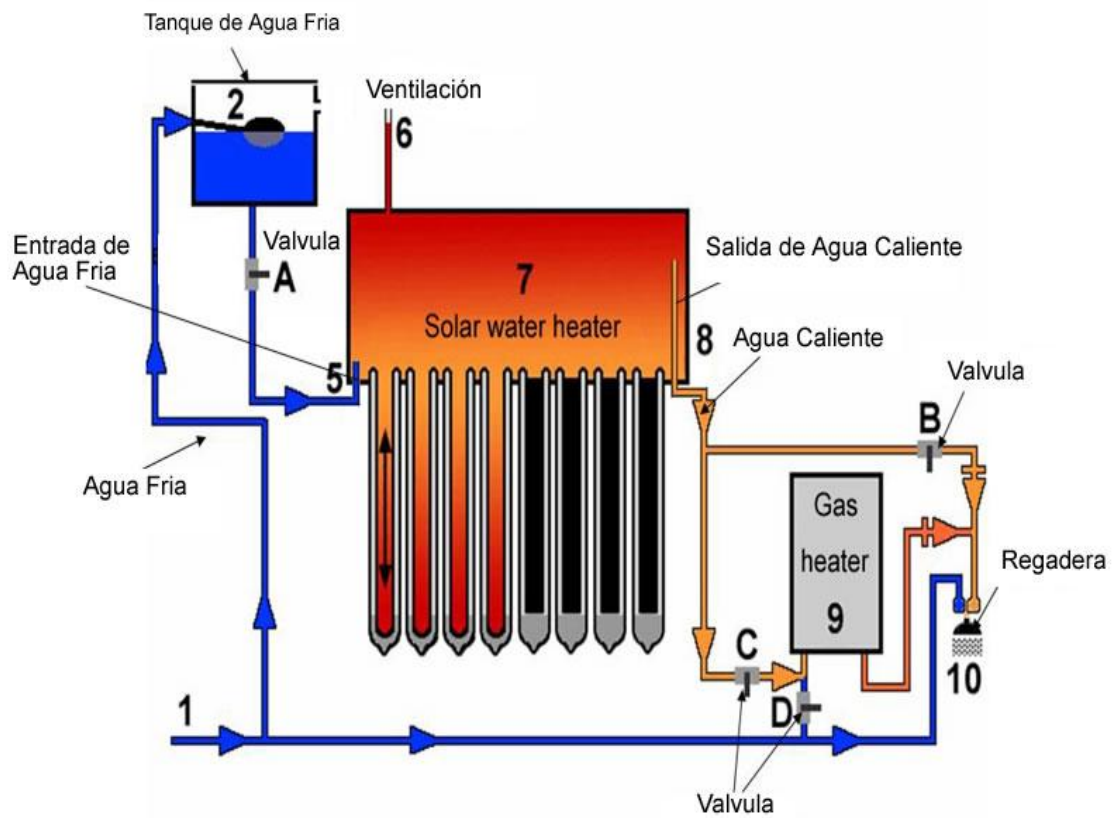 Tanque de Agua Fria
2
Ventilación
6
Entrada de
Agua Fria
Valvula
A
7
Solar water heater
Salida de Agua Caliente
5
8
Agua Caliente
Valvula
B
Agua Fria
Gas
heater
9
Regadera
10
C
1
D
Valvula